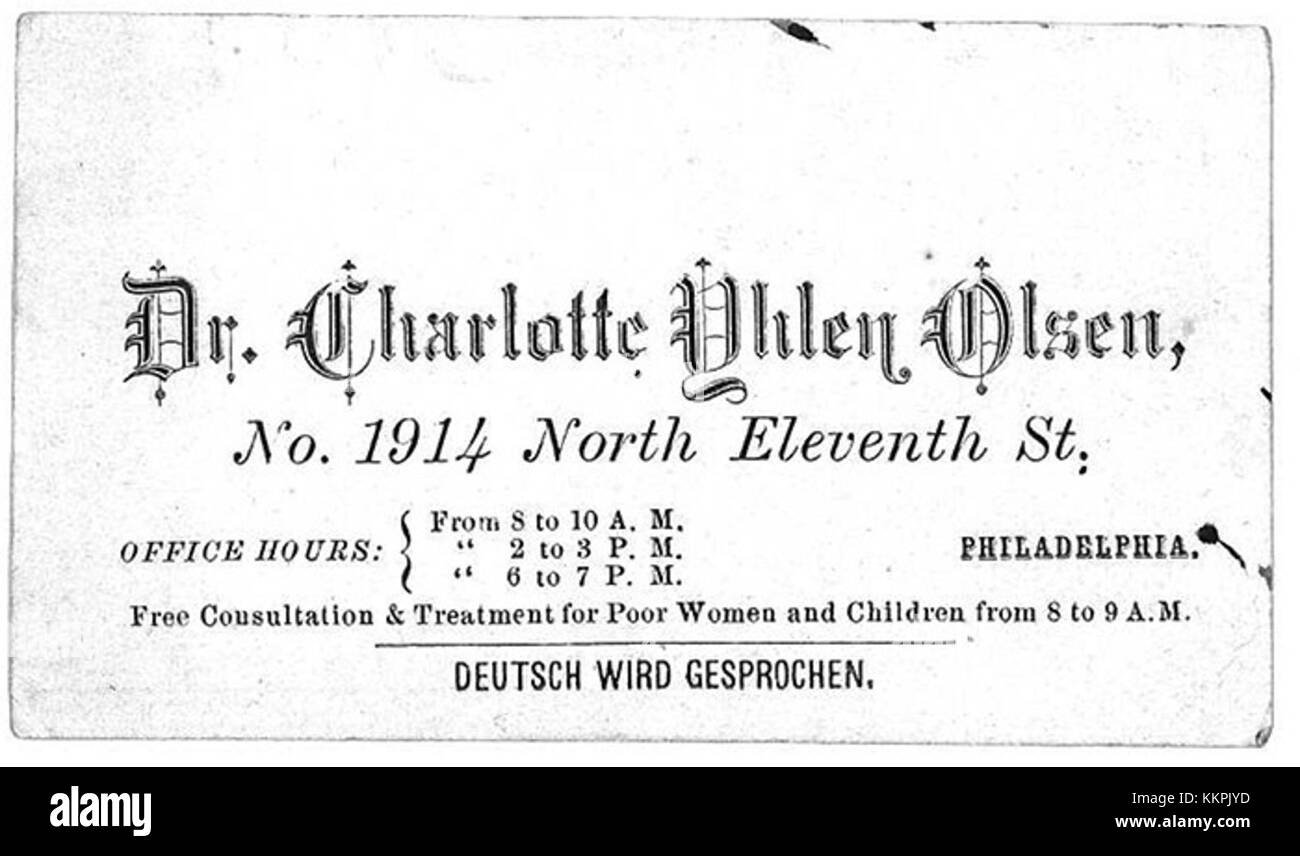 Dr. Charlotte Yhlen Olsen,
No. 1914 North Eleventh St.
OFFICE HOURS: { From 8 to 10 A. M.
“ 2 to 3 P. M.
“ 6 to 7 P. M.
PHILADELPHIA.
Free Consultation & Treatment for Poor Women and Children from 8 to 9 A.M.
DEUTSCH WIRD GESPROCHEN.
alamy stock photo
KKPJYD
www.alamy.com